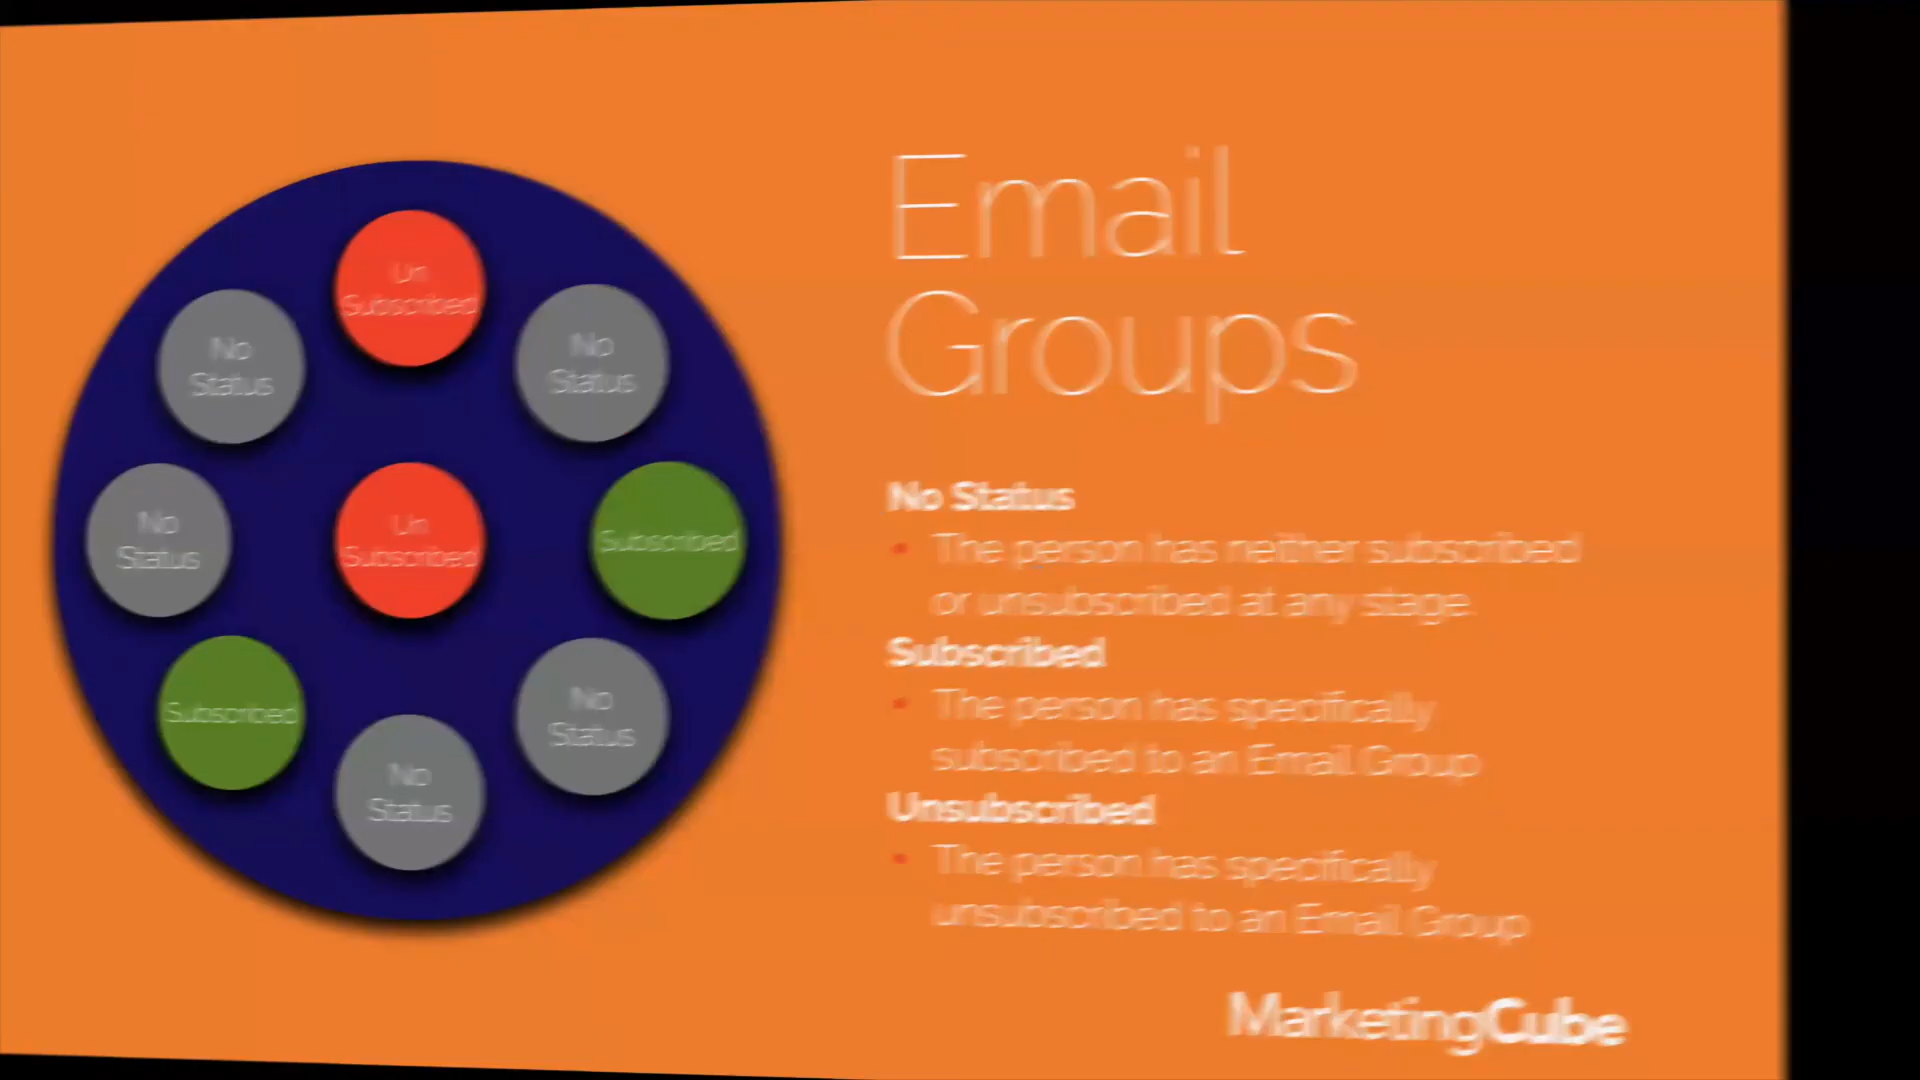 Email
Groups
No Status
The person has neither subscribed
or unsubscribed at any stage.
Subscribed
The person has specifically
subscribed to an Email Group
Unsubscribed
The person has specifically
unsubscribed to an Email Group
MarketingCube
Un
Subscribed
No
Status
No
Status
No
Status
Un
Subscribed
Subscribed
Subscribed
No
Status
No
Status